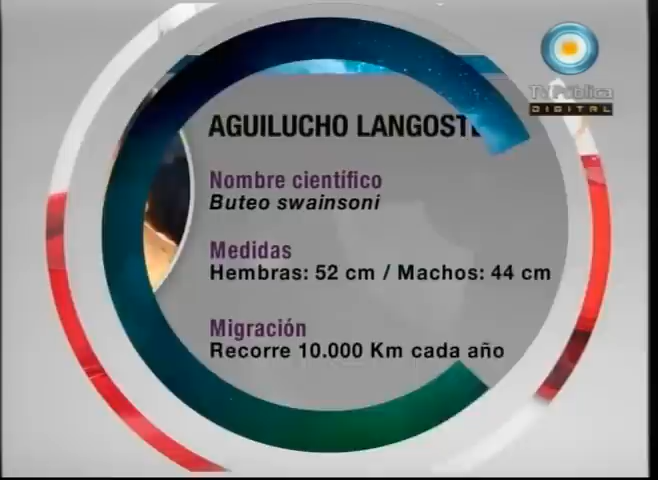 TV Pública
DIGITAL
AGUILUCHO
Nombre científico
Buteo swainsoni
Medidas
Hembras: 52 cm / Machos: 44 cm
Migración
Recorre 10.000 Km cada año